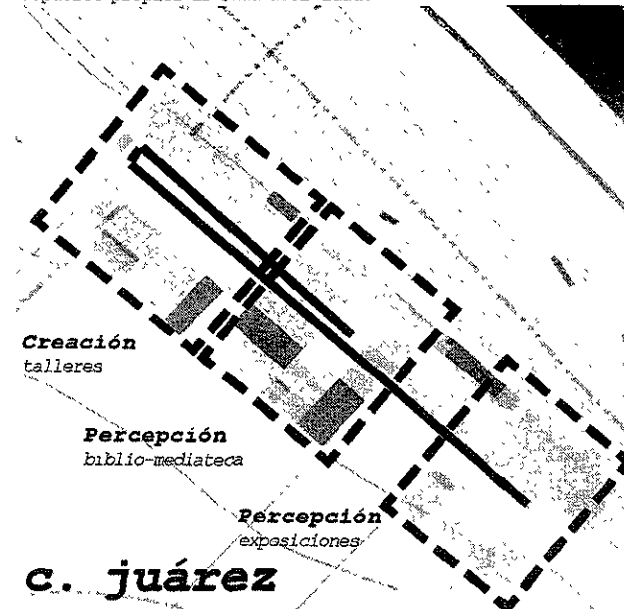 Creación
talleres
Percepción
biblio-mediateca
Percepción
exposiciones
c. juárez